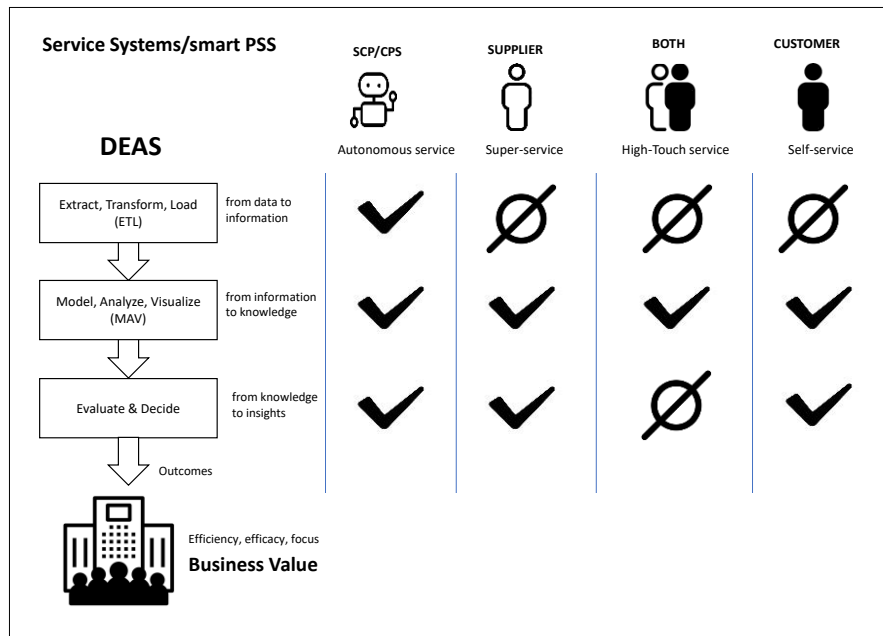 Service Systems/smart PSS
SCP/CPS
SUPPLIER
BOTH
CUSTOMER
DEAS
Autonomous service
Super-service
High-Touch service
Self-service
Extract, Transform, Load
(ETL)
from data to
information
Model, Analyze, Visualize
(MAV)
from information
to knowledge
Evaluate & Decide
from knowledge
to insights
Outcomes
Efficiency, efficacy, focus
Business Value